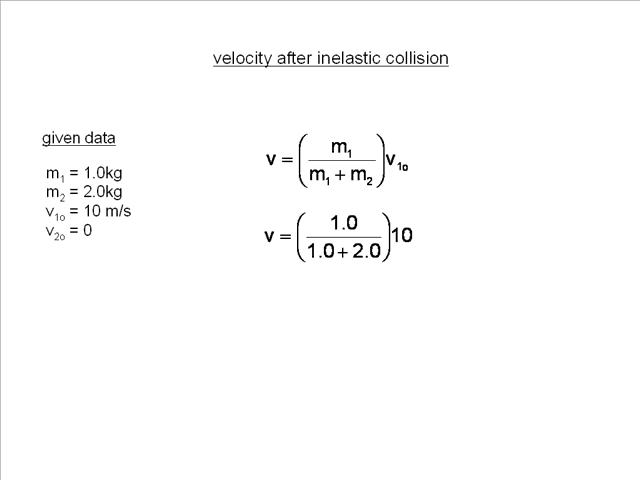 velocity after inelastic collision
given data
m₁ = 1.0kg
m₂ = 2.0kg
v₁ₒ = 10 m/s
v₂ₒ = 0
v = (m₁ / (m₁ + m₂)) v₁ₒ
v = (1.0 / (1.0 + 2.0)) 10